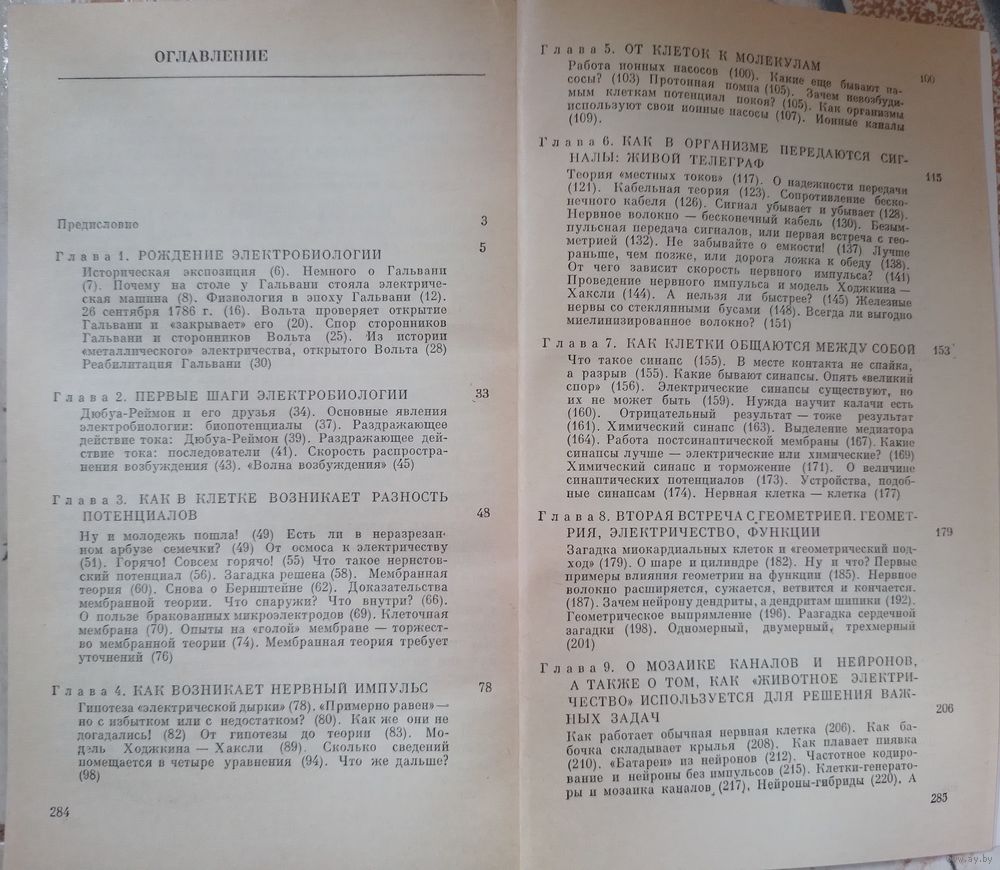 ОГЛАВЛЕНИЕ
Предисловие 3
Глава 1. РОЖДЕНИЕ ЭЛЕКТРОБИОЛОГИИ 5
Историческая экспозиция (6). Немного о Гальвани
(7). Почему на столе у Гальвани стояла электриче-
ская машина (8). Физиология в эпоху Гальвани (12).
26 сентября 1786 г. (16). Вольта проверяет открытие
Гальвани и «закрывает» его (20). Спор сторонников
Гальвани и сторонников Вольта (25). Из истории
«металлического» электричества, открытого Вольта (28)
Реабилитация Гальвани (30)
Глава 2. ПЕРВЫЕ ШАГИ ЭЛЕКТРОБИОЛОГИИ 33
Дюбуа-Реймон и его друзья (34). Основные явления
электробиологии: биопотенциалы (37). Раздражающее
действие тока: Дюбуа-Реймон (39). Раздражающее дей-
ствие тока: последователи (41). Скорость распростра-
нения возбуждения (43). «Волна возбуждения» (45)
Глава 3. КАК В КЛЕТКЕ ВОЗНИКАЕТ РАЗНОСТЬ
ПОТЕНЦИАЛОВ 48
Ну и молодежь пошла! (49) Есть ли в неразрезан-
ном арбузе семечки? (49) От осмоса к электричеству
(51). Горячо! Совсем горячо! (55) Что такое нернстов-
ский потенциал (56). Загадка решена (58). Мембранная
теория (60). Снова о Бернштейне (62). Доказательства
мембранной теории. Что снаружи? Что внутри? (66).
О пользе бракованных микроэлектродов (69). Клеточная
мембрана (70). Опыты на «голой» мембране — торжест-
во мембранной теории (74). Мембранная теория требует
уточнений (76)
Глава 4. КАК ВОЗНИКАЕТ НЕРВНЫЙ ИМПУЛЬС 78
Гипотеза «электрической дырки» (78). «Примерно равен» —
но с избытком или с недостатком? (80). Как же они не
догадались! (82) От гипотезы до теории (83). Мо-
дель Ходжкина — Хаксли (89). Сколько сведений
помещается в четыре уравнения (94). Что же дальше?
(98)
284
Глава 5. ОТ КЛЕТОК К МОЛЕКУЛАМ 100
Работа ионных насосов (100). Какие еще бывают на-
сосы? (103) Протонная помпа (105). Зачем невозбуди-
мым клеткам потенциал покоя? (105). Как организмы
используют свои ионные насосы (107). Ионные каналы
(109).
Глава 6. КАК В ОРГАНИЗМЕ ПЕРЕДАЮТСЯ СИГ-
НАЛЫ: ЖИВОЙ ТЕЛЕГРАФ 115
Теория «местных токов» (117). О надежности передачи
(121). Кабельная теория (123). Сопротивление беско-
нечного кабеля (126). Сигнал убывает и убывает (128).
Нервное волокно — бесконечный кабель (130). Безым-
пульсная передача сигналов, или первая встреча с гео-
метрией (132). Не забывайте о емкости! (137) Лучше
раньше, чем позже, или дорога ложка к обеду (138).
От чего зависит скорость нервного импульса? (141)
Проведение нервного импульса и модель Ходжкина —
Хаксли (144). А нельзя ли быстрее? (145) Железные
нервы со стеклянными бусами (148). Всегда ли выгодно
миелинизированное волокно? (151)
Глава 7. КАК КЛЕТКИ ОБЩАЮТСЯ МЕЖДУ СОБОЙ 153
Что такое синапс (155). В месте контакта не спайка,
а разрыв (155). Какие бывают синапсы. Опять «великий
спор» (156). Электрические синапсы существуют, но
их не может быть (159). Нужда научит калачи есть
(160). Отрицательный результат — тоже результат
(161). Химический синапс (163). Выделение медиатора
(164). Работа постсинаптической мембраны (167). Какие
синапсы лучше — электрические или химические? (169)
Химический синапс и торможение (171). О величине
синаптических потенциалов (173). Устройства, подоб-
ные синапсам (174). Нервная клетка — клетка (177)
Глава 8. ВТОРАЯ ВСТРЕЧА С ГЕОМЕТРИЕЙ. ГЕОМЕТ-
РИЯ, ЭЛЕКТРИЧЕСТВО, ФУНКЦИИ 179
Загадка миокардиальных клеток и «геометрический под-
ход» (179). О шаре и цилиндре (182). Ну и что? Первые
примеры влияния геометрии на функции (185). Нервное
волокно расширяется, сужается, ветвится и кончается.
(187). Зачем нейрону дендриты, а дендритам шипики (192).
Геометрическое выпрямление (196). Разгадка сердечной
загадки (198). Одномерный, двумерный, трехмерный
(201)
Глава 9. О МОЗАИКЕ КАНАЛОВ И НЕЙРОНОВ,
А ТАКЖЕ О ТОМ, КАК «ЖИВОТНОЕ ЭЛЕКТРИ-
ЧЕСТВО» ИСПОЛЬЗУЕТСЯ ДЛЯ РЕШЕНИЯ ВАЖ-
НЫХ ЗАДАЧ 206
Как работает обычная нервная клетка (206). Как ба-
бочка складывает крылья (208). Как плавает пиявка
(210). «Батареи» из нейронов (212). Частотное кодиро-
вание и нейроны без импульсов (215). Клетки-генерато-
ры и мозаика каналов (217). Нейроны-гибриды (220). А
285
www.ay.by